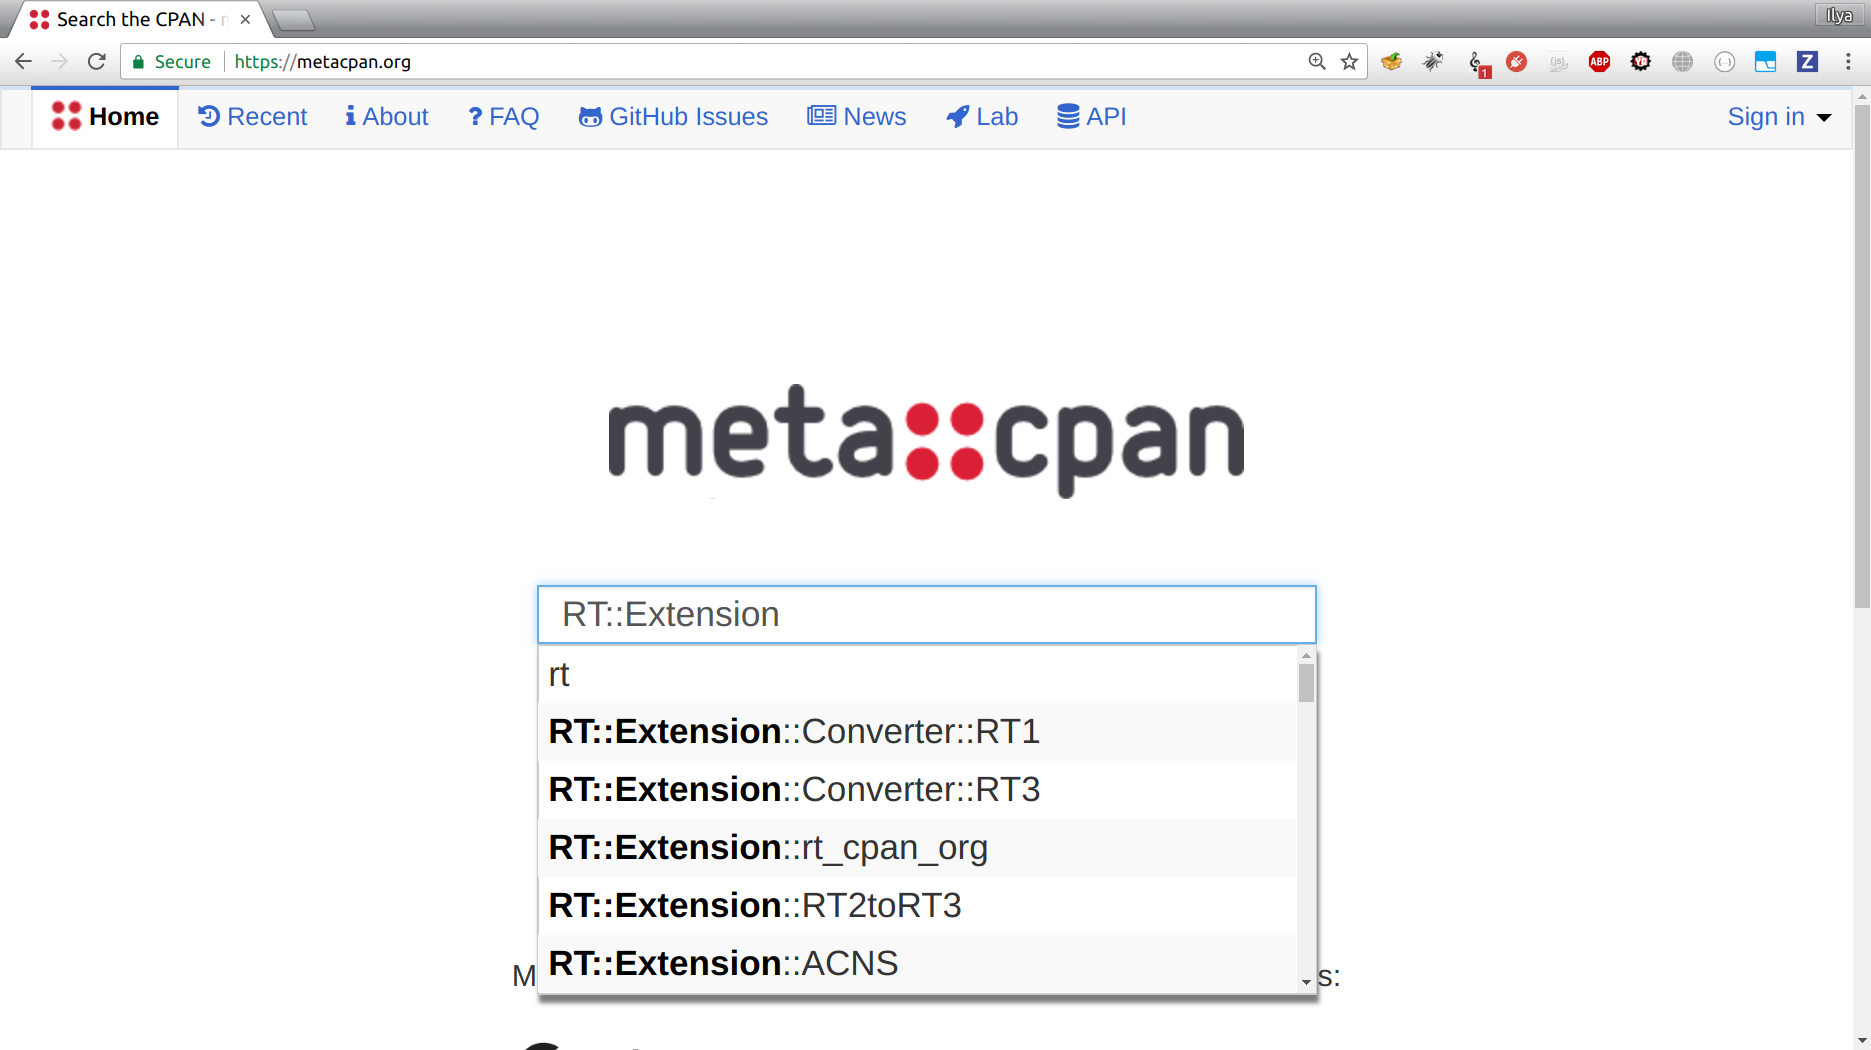 Search the CPAN -
Ilya
Secure https://metacpan.org
1
{js}
ABP
{···}
Z
Home Recent About FAQ GitHub Issues News Lab API Sign in
meta::cpan
RT::Extension
rt
RT::Extension::Converter::RT1
RT::Extension::Converter::RT3
RT::Extension::rt_cpan_org
RT::Extension::RT2toRT3
RT::Extension::ACNS
M
s: